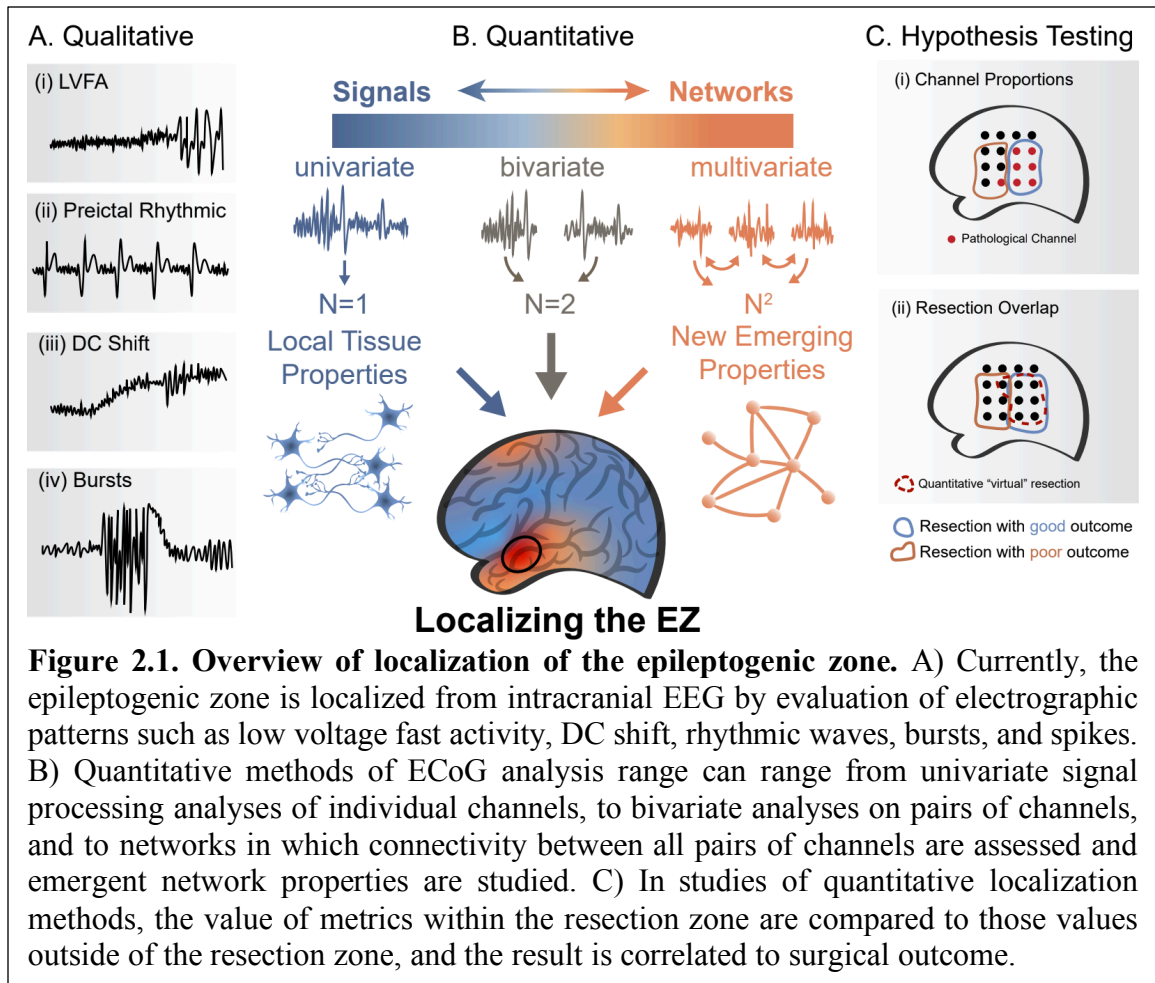 A. Qualitative
(i) LVFA
(ii) Preictal Rhythmic
(iii) DC Shift
(iv) Bursts
B. Quantitative
Signals
Networks
univariate
bivariate
multivariate
N=1
N=2
N²
Local Tissue
Properties
New Emerging
Properties
Localizing the EZ
C. Hypothesis Testing
(i) Channel Proportions
Pathological Channel
(ii) Resection Overlap
Quantitative “virtual” resection
Resection with good outcome
Resection with poor outcome
Figure 2.1. Overview of localization of the epileptogenic zone. A) Currently, the
epileptogenic zone is localized from intracranial EEG by evaluation of electrographic
patterns such as low voltage fast activity, DC shift, rhythmic waves, bursts, and spikes.
B) Quantitative methods of ECoG analysis range can range from univariate signal
processing analyses of individual channels, to bivariate analyses on pairs of channels,
and to networks in which connectivity between all pairs of channels are assessed and
emergent network properties are studied. C) In studies of quantitative localization
methods, the value of metrics within the resection zone are compared to those values
outside of the resection zone, and the result is correlated to surgical outcome.